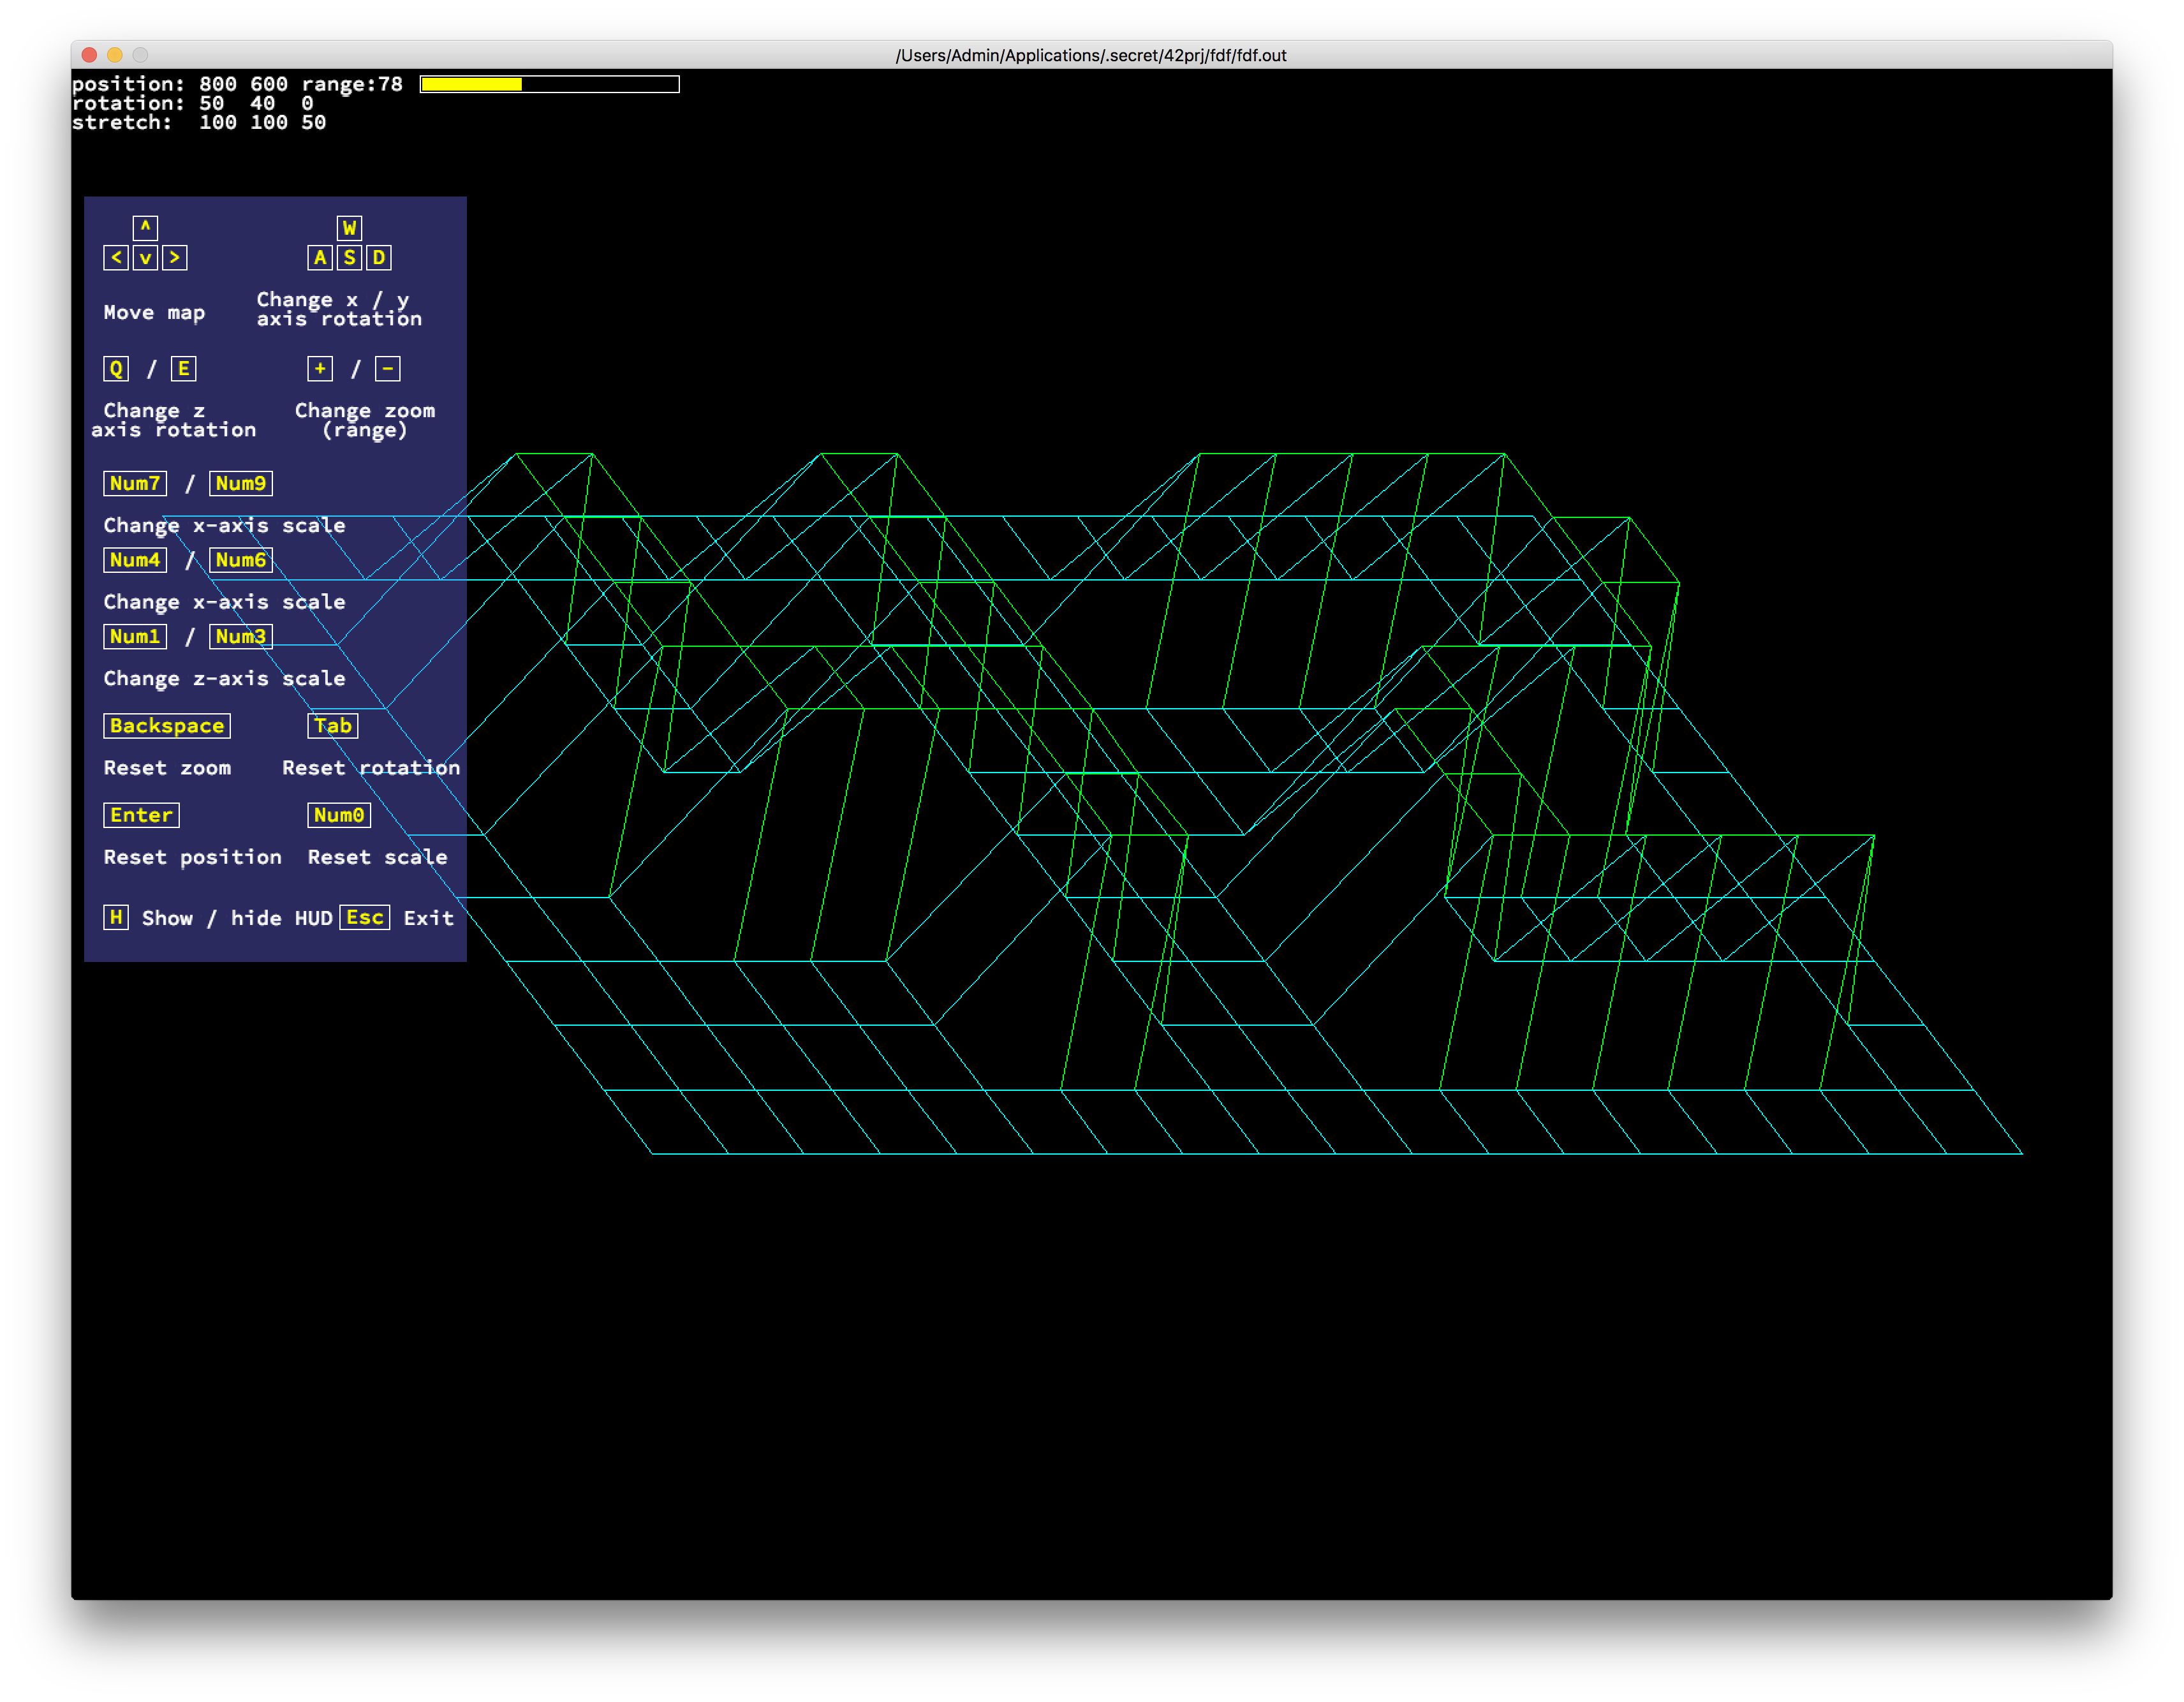 /Users/Admin/Applications/.secret/42prj/fdf/fdf.out
position: 800 600 range:78
rotation: 50 40 0
stretch: 100 100 50
^ W
< v > A S D
Move map
Change x / y
axis rotation
Q / E + / -
Change z
axis rotation
Change zoom
(range)
Num7 / Num9
Change x-axis scale
Num4 / Num6
Change x-axis scale
Num1 / Num3
Change z-axis scale
Backspace Tab
Reset zoom Reset rotation
Enter Num0
Reset position Reset scale
H Show / hide HUD Esc Exit